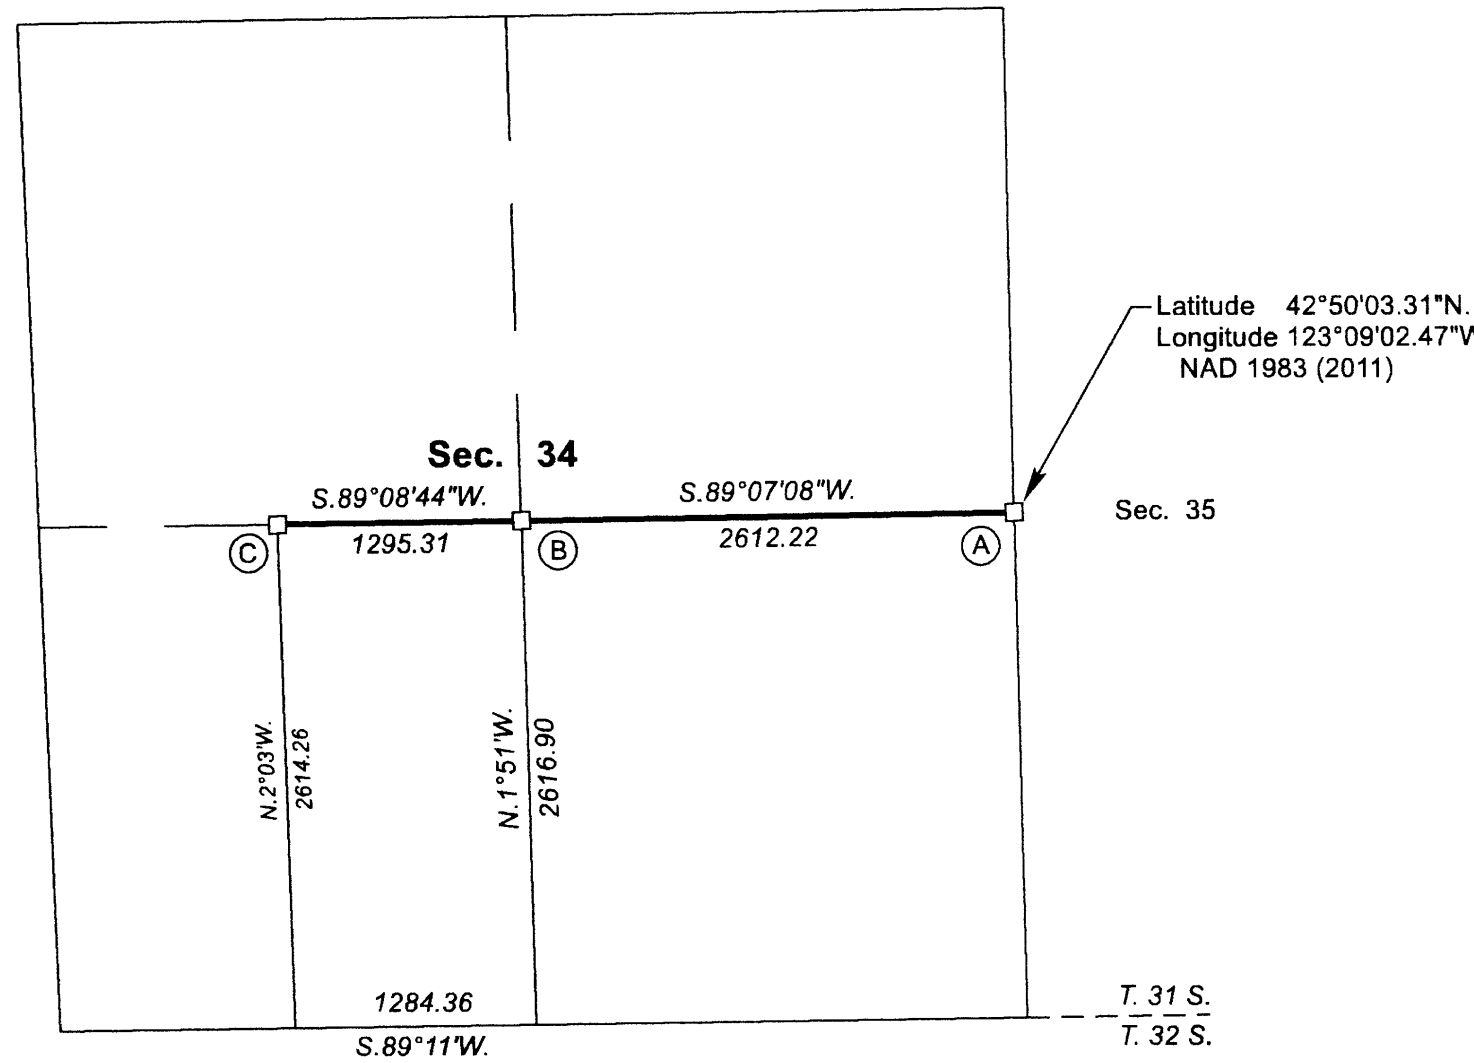 Latitude 42°50'03.31"N.
Longitude 123°09'02.47"W
NAD 1983 (2011)
Sec. 34
S.89°08'44"W.
S.89°07'08"W.
Sec. 35
1295.31
2612.22
C
B
A
N.2°03'W.
2614.26
N.1°51'W.
2616.90
1284.36
S.89°11'W.
T. 31 S.
T. 32 S.